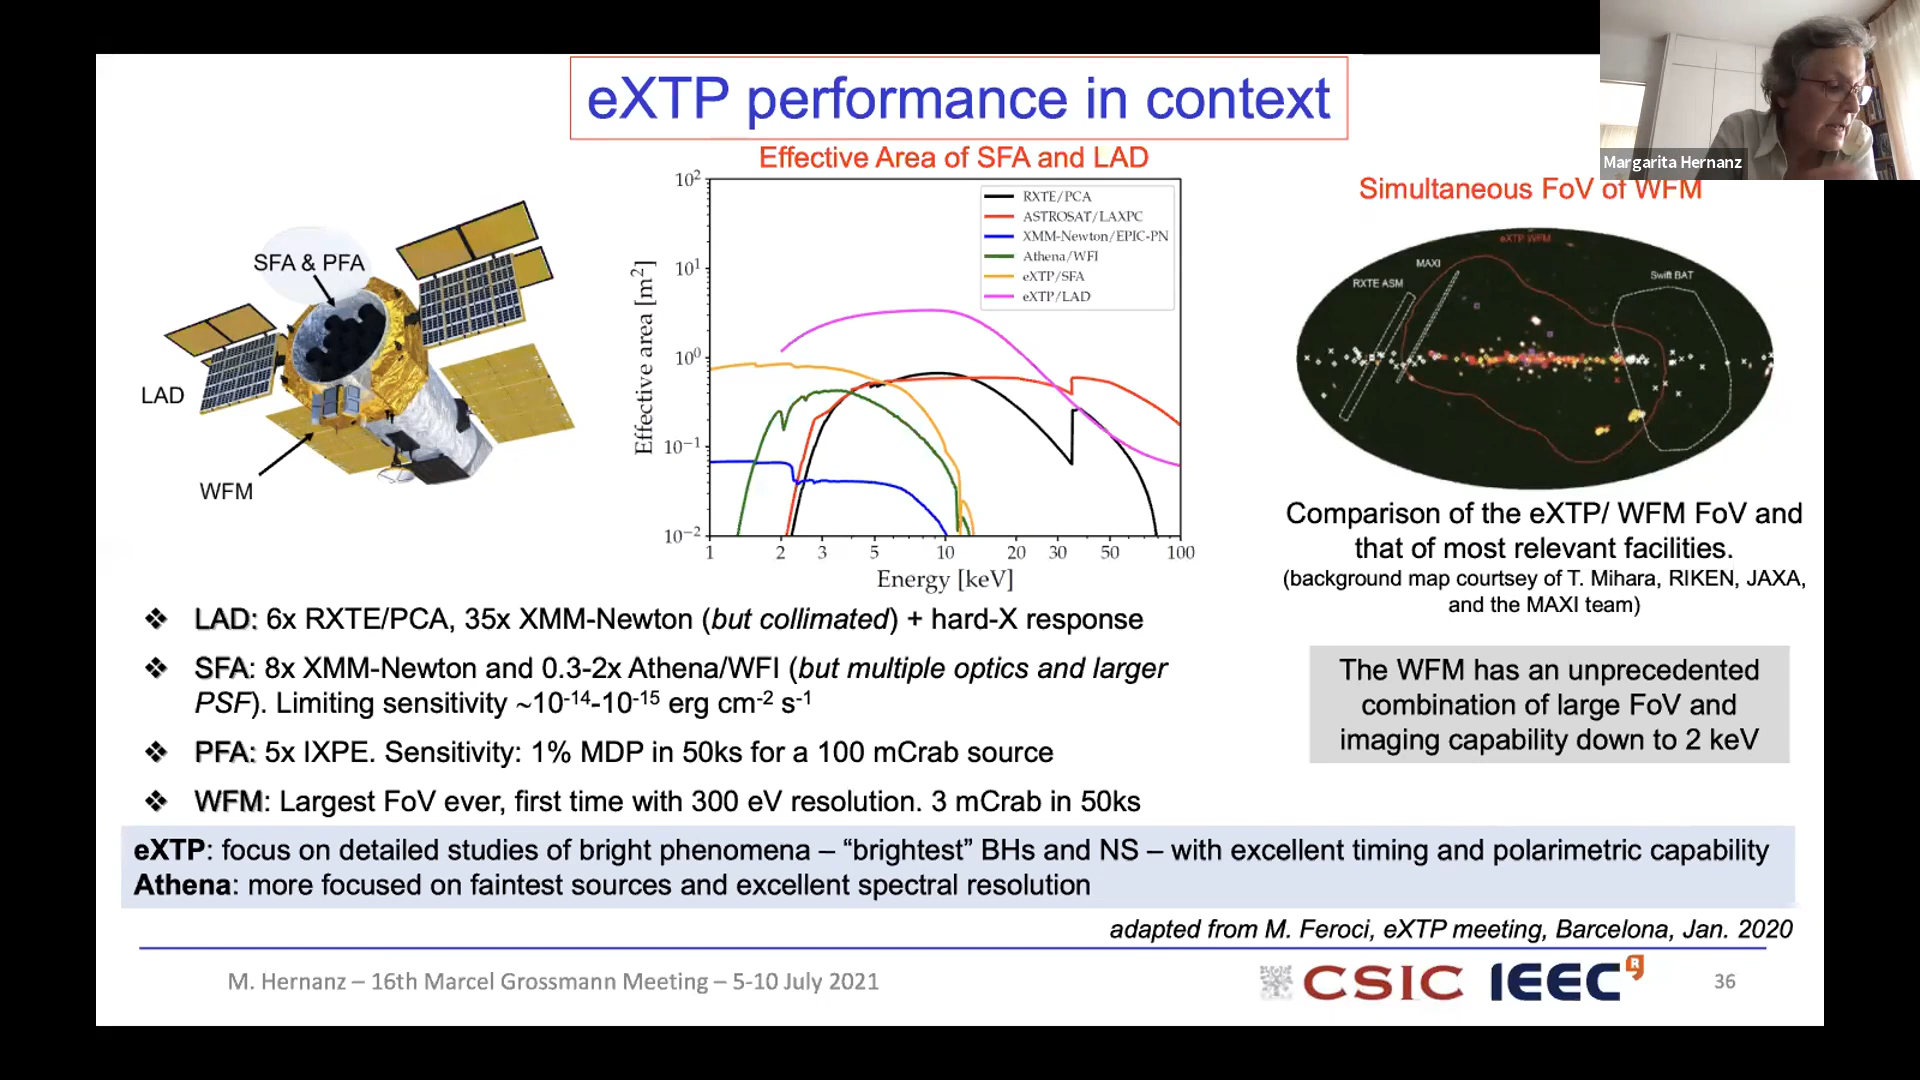 eXTP performance in context
Margarita Hernanz
Effective Area of SFA and LAD
SFA & PFA
LAD
WFM
Effective area [m²]
10²
10¹
10⁰
10⁻¹
10⁻²
RXTE/PCA
ASTROSAT/LAXPC
XMM-Newton/EPIC-PN
Athena/WFI
eXTP/SFA
eXTP/LAD
1 2 3 5 10 20 30 50 100
Energy [keV]
Simultaneous FoV of WFM
eXTP WFM
MAXI
RXTE ASM
Swift BAT
Comparison of the eXTP/ WFM FoV and
that of most relevant facilities.
(background map courtsey of T. Mihara, RIKEN, JAXA,
and the MAXI team)
❖ LAD: 6x RXTE/PCA, 35x XMM-Newton (but collimated) + hard-X response
❖ SFA: 8x XMM-Newton and 0.3-2x Athena/WFI (but multiple optics and larger
PSF). Limiting sensitivity ~10⁻¹⁴-10⁻¹⁵ erg cm⁻² s⁻¹
❖ PFA: 5x IXPE. Sensitivity: 1% MDP in 50ks for a 100 mCrab source
❖ WFM: Largest FoV ever, first time with 300 eV resolution. 3 mCrab in 50ks
The WFM has an unprecedented
combination of large FoV and
imaging capability down to 2 keV
eXTP: focus on detailed studies of bright phenomena – “brightest” BHs and NS – with excellent timing and polarimetric capability
Athena: more focused on faintest sources and excellent spectral resolution
adapted from M. Feroci, eXTP meeting, Barcelona, Jan. 2020
M. Hernanz – 16th Marcel Grossmann Meeting – 5-10 July 2021
CSIC IEEC R
36